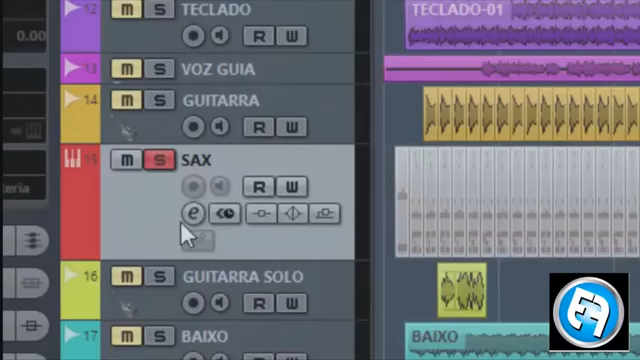 12 M S TECLADO
TECLADO-01
0.00
R W
13 M S VOZ GUIA
14 M S GUITARRA
R W
15 M S SAX
R W
teria
e
16 M S GUITARRA SOLO
R W
17 M S BAIXO
BAIXO